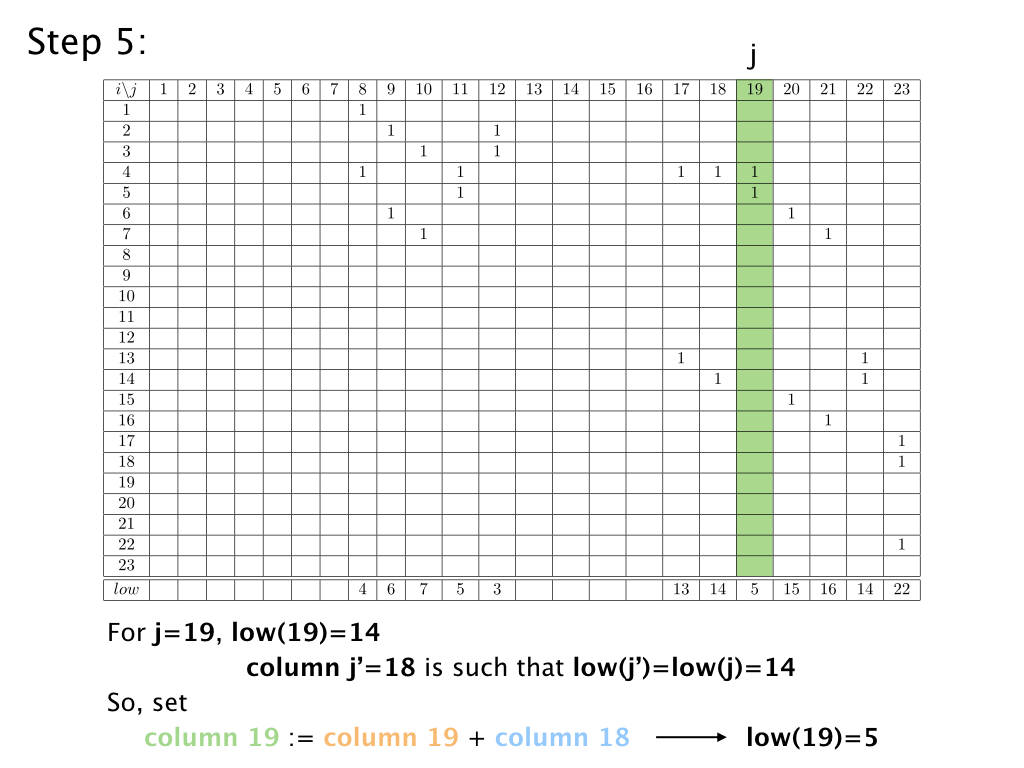 Step 5:
j
i\j 1 2 3 4 5 6 7 8 9 10 11 12 13 14 15 16 17 18 19 20 21 22 23
1 1
2 1 1
3 1 1
4 1 1 1 1 1
5 1 1
6 1 1
7 1 1
8
9
10
11
12
13 1 1
14 1 1
15 1
16 1
17 1
18 1
19
20
21
22 1
23
low 4 6 7 5 3 13 14 5 15 16 14 22
For j=19, low(19)=14
column j’=18 is such that low(j’)=low(j)=14
So, set
column 19 := column 19 + column 18 ⟶ low(19)=5